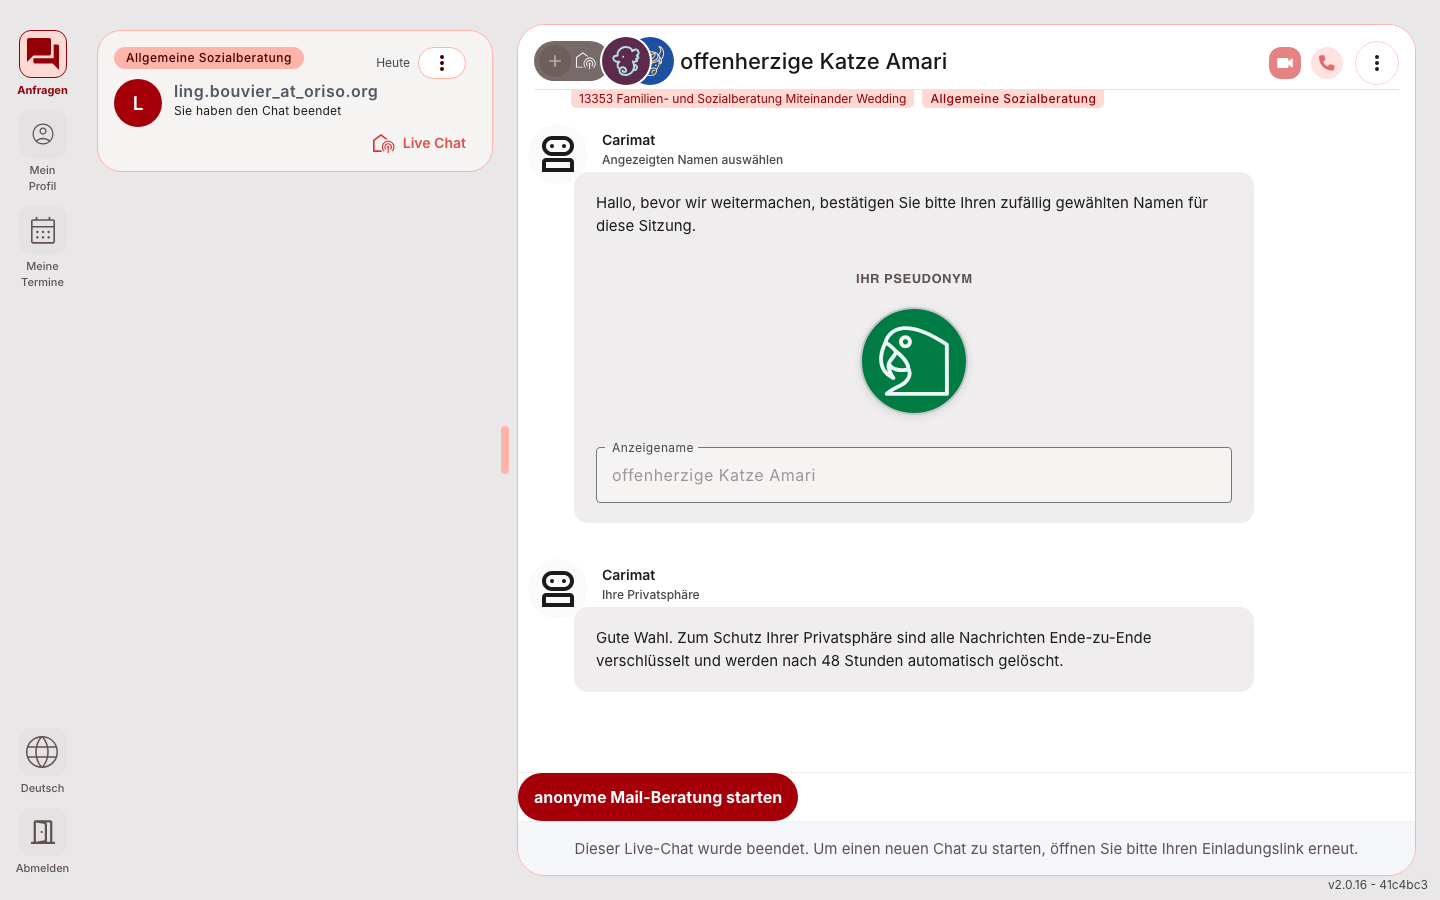 Anfragen
Mein
Profil
Meine
Termine
Deutsch
Abmelden
Allgemeine Sozialberatung
Heute
L
ling.bouvier_at_oriso.org
Sie haben den Chat beendet
Live Chat
offenherzige Katze Amari
13353 Familien- und Sozialberatung Miteinander Wedding
Allgemeine Sozialberatung
Carimat
Angezeigten Namen auswählen
Hallo, bevor wir weitermachen, bestätigen Sie bitte Ihren zufällig gewählten Namen für
diese Sitzung.
IHR PSEUDONYM
Anzeigename
offenherzige Katze Amari
Carimat
Ihre Privatsphäre
Gute Wahl. Zum Schutz Ihrer Privatsphäre sind alle Nachrichten Ende-zu-Ende
verschlüsselt und werden nach 48 Stunden automatisch gelöscht.
anonyme Mail-Beratung starten
Dieser Live-Chat wurde beendet. Um einen neuen Chat zu starten, öffnen Sie bitte Ihren Einladungslink erneut.
v2.0.16 - 41c4bc3